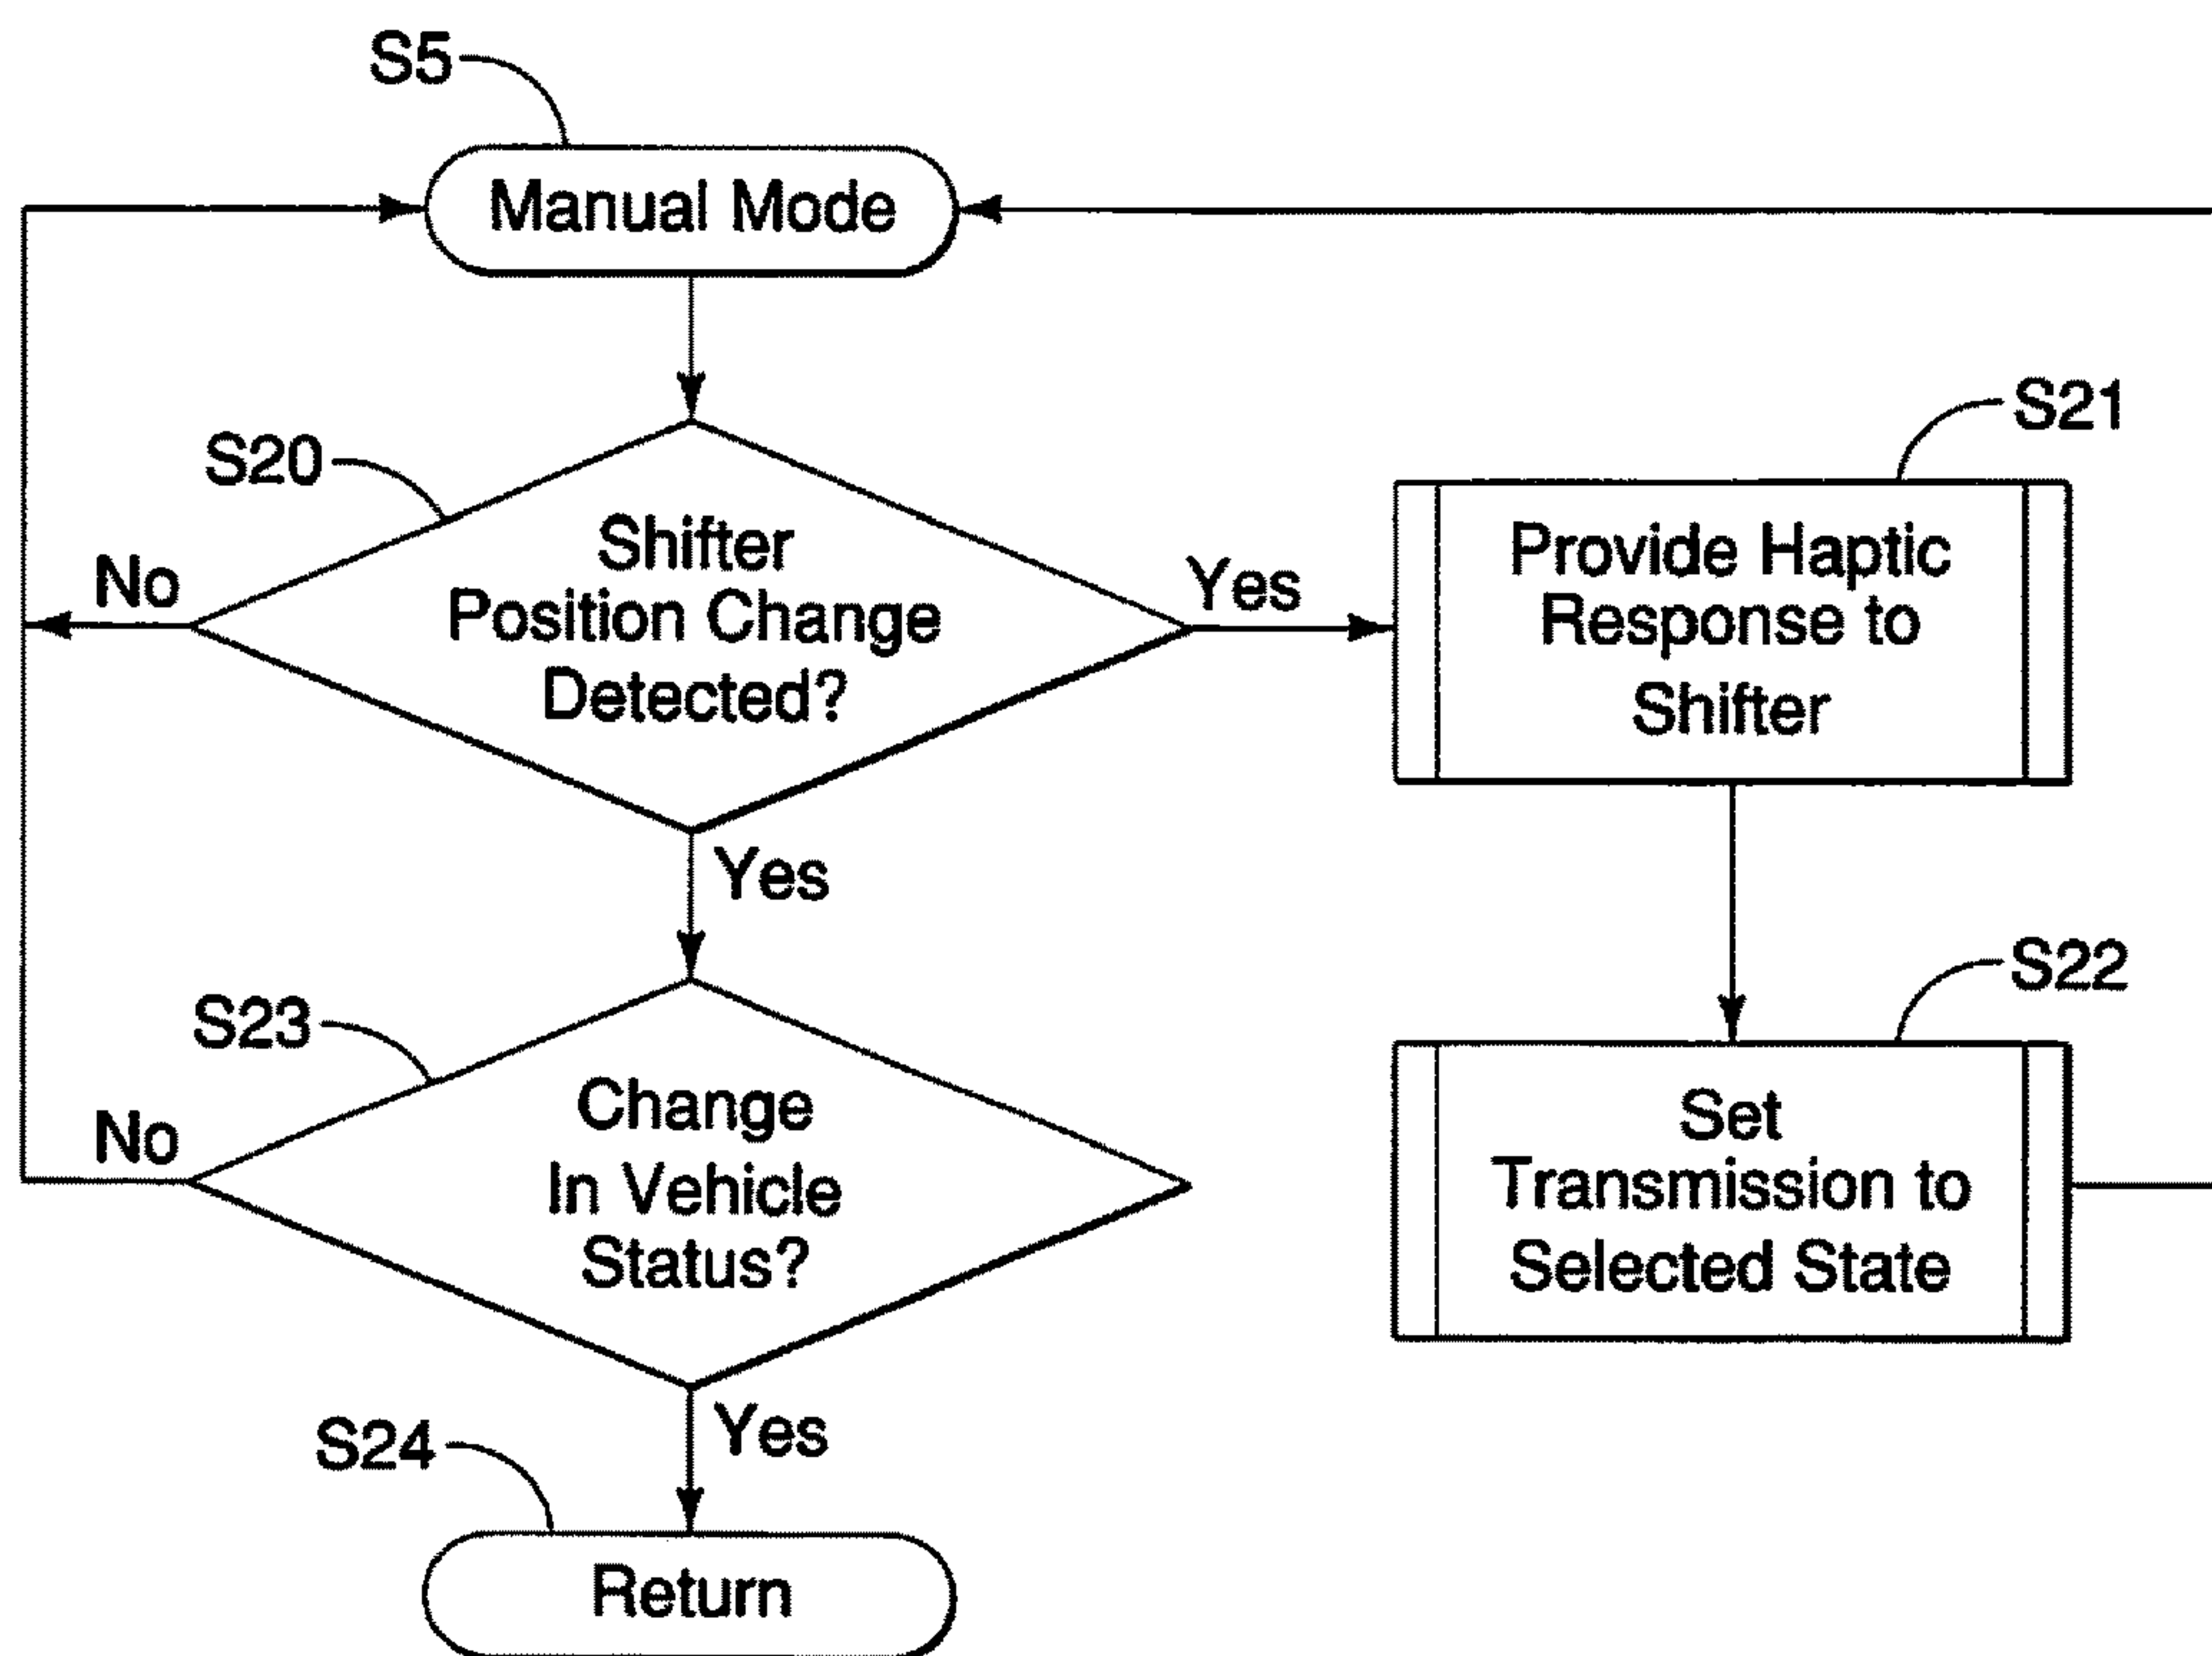 S5
Manual Mode
S20
Shifter
Position Change
Detected?
No
Yes
S21
Provide Haptic
Response to
Shifter
Yes
S23
Change
In Vehicle
Status?
No
S22
Set
Transmission to
Selected State
Yes
S24
Return